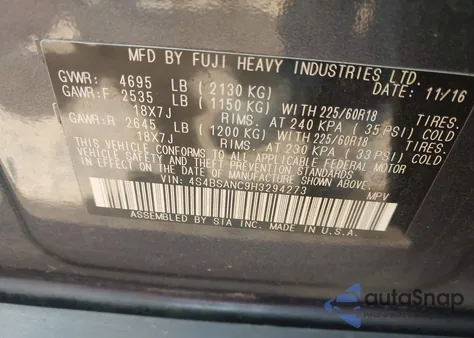 MFD BY FUJI HEAVY INDUSTRIES LTD.
GVWR: 4695 LB (2130 KG) DATE: 11/16
GAWR:F 2535 LB (1150 KG) WITH 225/60R18 TIRES.
18X7J RIMS. AT 240 KPA (35 PSI) COLD.
GAWR:R 2645 LB (1200 KG) WITH 225/60R18 TIRES.
18X7J RIMS. AT 230 KPA (33 PSI) COLD.
THIS VEHICLE CONFORMS TO ALL APPLICABLE FEDERAL MOTOR
VEHICLE SAFETY AND THEFT PREVENTION STANDARDS IN EFFECT
ON THE DATE OF MANUFACTURE SHOWN ABOVE.
VIN: 4S4BSANC9H3294273 MPV
ASSEMBLED BY SIA INC. MADE IN U.S.A.
autoSnap